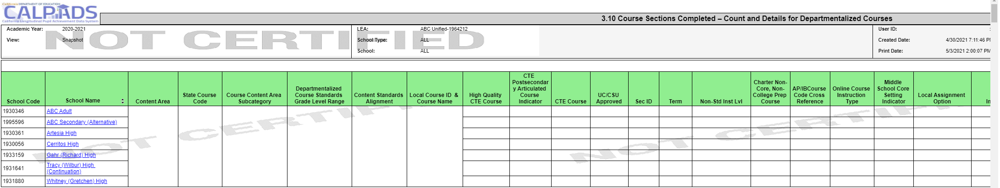 California DEPARTMENT OF EDUCATION
CALPADS
California Longitudinal Pupil Achievement Data System
3.10 Course Sections Completed – Count and Details for Departmentalized Courses
Academic Year: 2020-2021 LEA: ABC Unified-1964212 User ID:
View: Snapshot School Type: ALL Created Date: 4/30/2021 7:11:46 PM
School: ALL Print Date: 5/3/2021 2:00:07 PM
NOT CERTIFIED
School Code
School Name
Content Area
State Course
Code
Course Content Area
Subcategory
Departmentalized
Course Standards
Grade Level Range
Content Standards
Alignment
Local Course ID &
Course Name
High Quality
CTE Course
CTE
Postsecondar
y Articulated
Course
Indicator
CTE Course
UC/CSU
Approved
Sec ID
Term
Non-Std Inst Lvl
Charter Non-
Core, Non-
College Prep
Course
AP/IBCourse
Code Cross
Reference
Online Course
Instruction
Type
Middle
School Core
Setting
Indicator
Local Assignment
Option
In
1930346 ABC Adult
1995596 ABC Secondary (Alternative)
1930361 Artesia High
1930056 Cerritos High
1933159 Gahr (Richard) High
1931641 Tracy (Wilbur) High
(Continuation)
1931880 Whitney (Gretchen) High
NOT CERTIFI
NOT CERTIFI